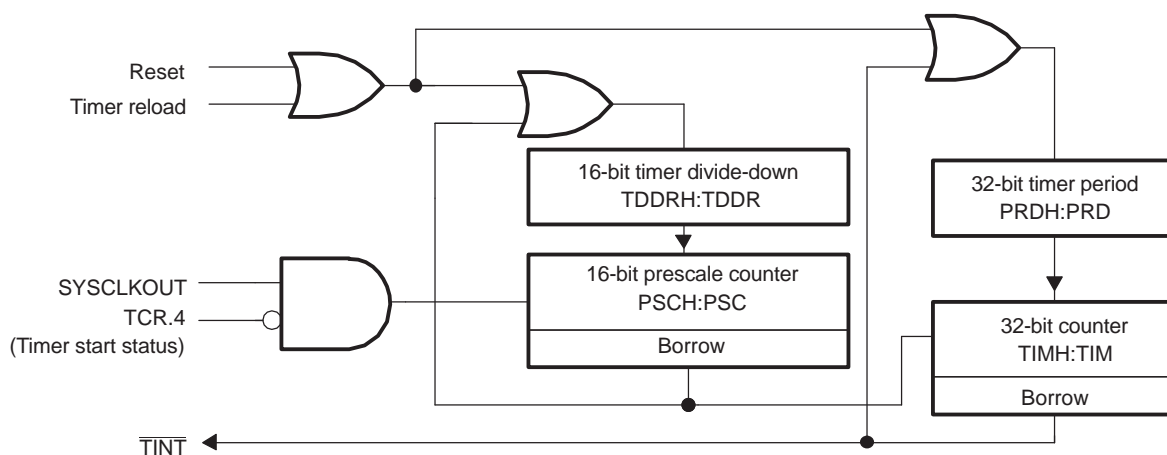 Reset
Timer reload
16-bit timer divide-down
TDDRH:TDDR
32-bit timer period
PRDH:PRD
SYSCLKOUT
TCR.4
(Timer start status)
16-bit prescale counter
PSCH:PSC
Borrow
32-bit counter
TIMH:TIM
Borrow
TINT